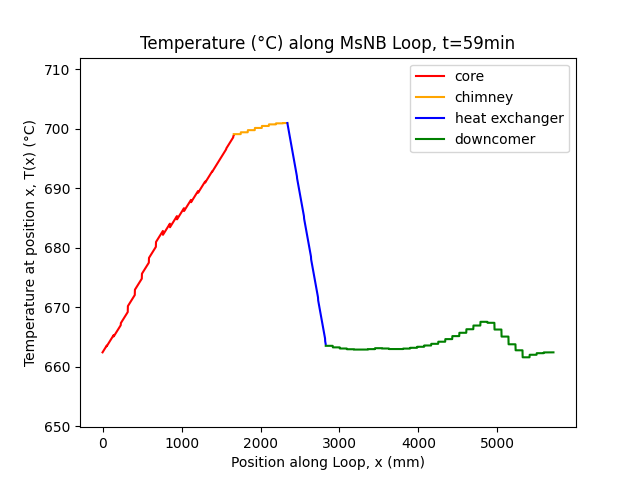 Temperature (°C) along MsNB Loop, t=59min
Temperature at position x, T(x) (°C)
710
700
690
680
670
660
650
0
1000
2000
3000
4000
5000
Position along Loop, x (mm)
core
chimney
heat exchanger
downcomer